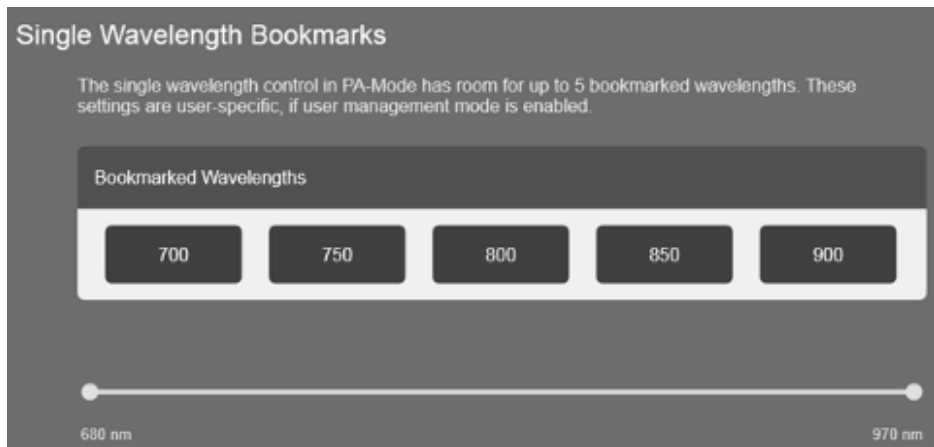 Single Wavelength Bookmarks
The single wavelength control in PA-Mode has room for up to 5 bookmarked wavelengths. These
settings are user-specific, if user management mode is enabled.
Bookmarked Wavelengths
700 750 800 850 900
680 nm 970 nm